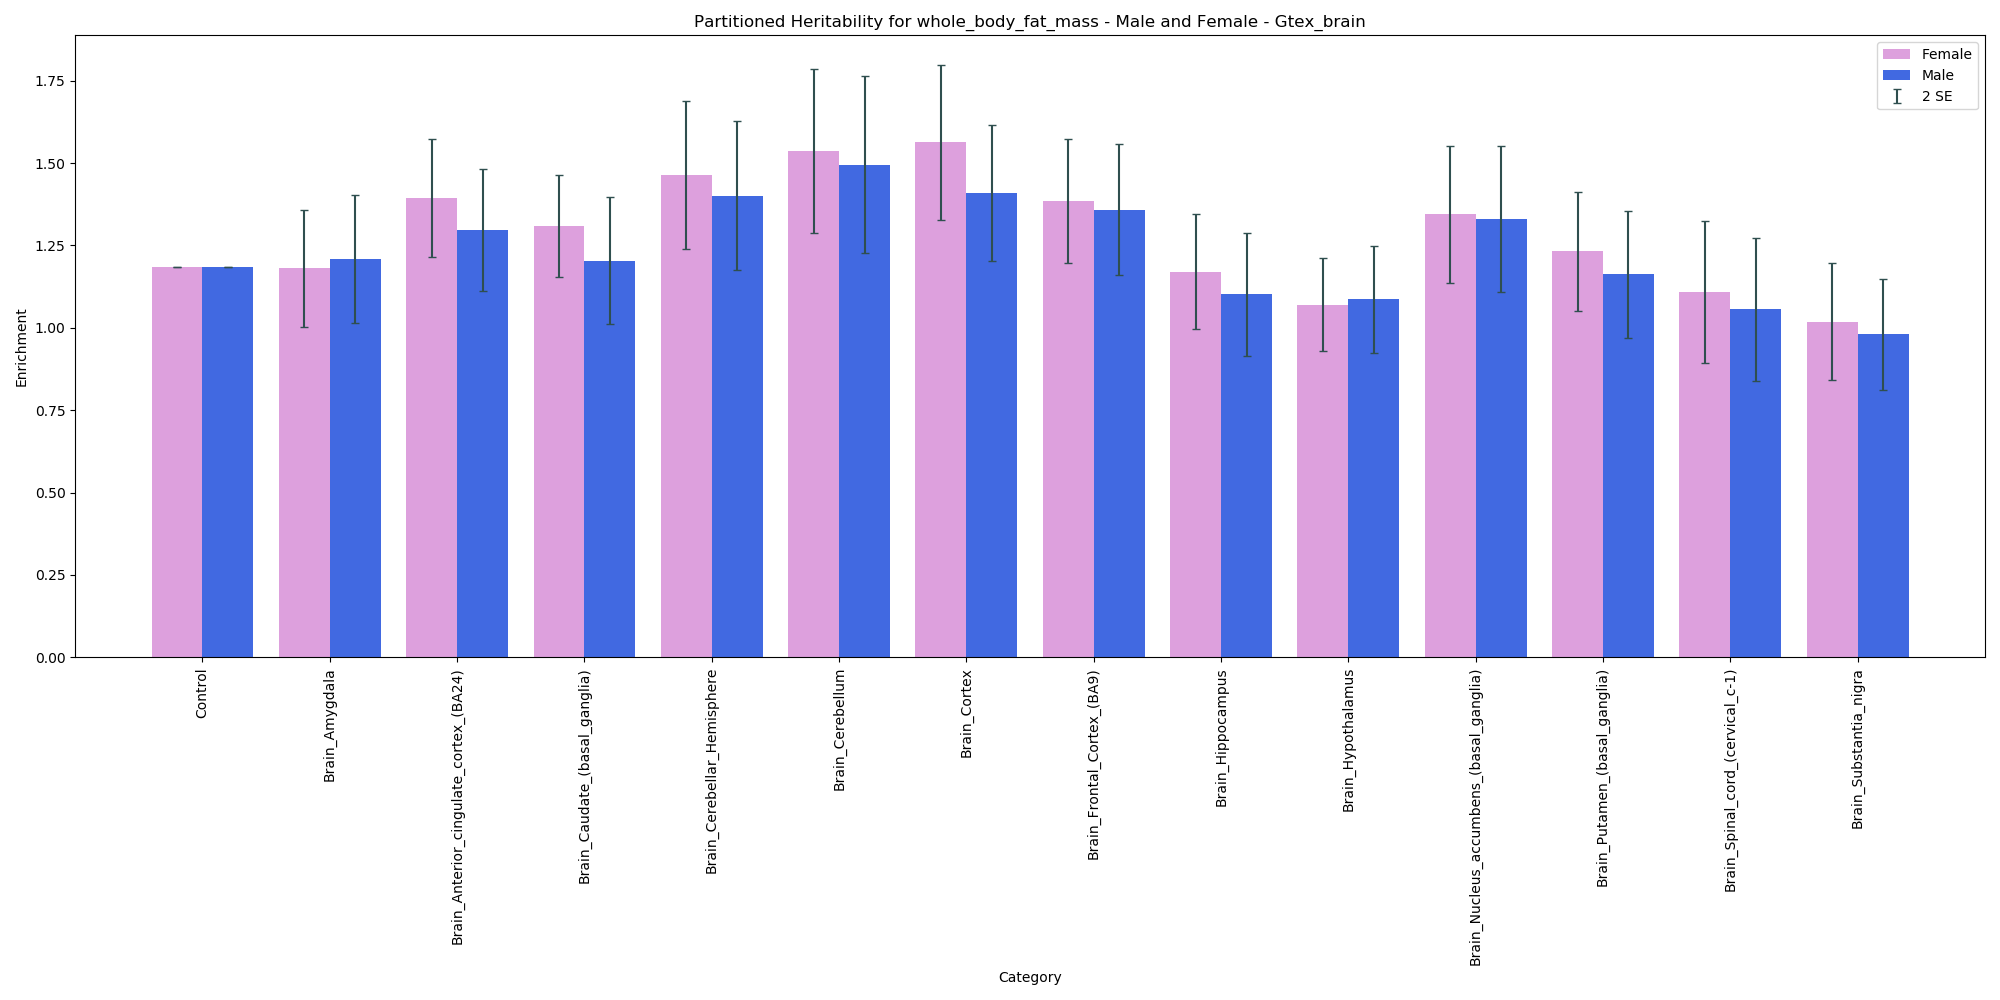 Partitioned Heritability for whole_body_fat_mass - Male and Female - Gtex_brain
Female
Male
2 SE
Enrichment
1.75
1.50
1.25
1.00
0.75
0.50
0.25
0.00
Control
Brain_Amygdala
Brain_Anterior_cingulate_cortex_(BA24)
Brain_Caudate_(basal_ganglia)
Brain_Cerebellar_Hemisphere
Brain_Cerebellum
Brain_Cortex
Brain_Frontal_Cortex_(BA9)
Brain_Hippocampus
Brain_Hypothalamus
Brain_Nucleus_accumbens_(basal_ganglia)
Brain_Putamen_(basal_ganglia)
Brain_Spinal_cord_(cervical_c-1)
Brain_Substantia_nigra
Category